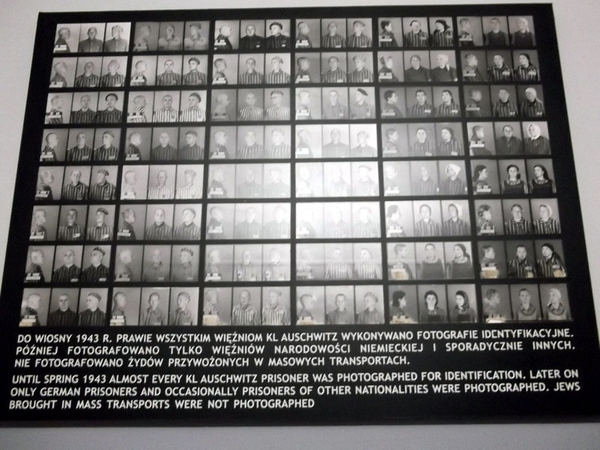 DO WIOSNY 1943 R. PRAWIE WSZYSTKIM WIĘŹNIOM KL AUSCHWITZ WYKONYWANO FOTOGRAFIE IDENTYFIKACYJNE.
PÓŹNIEJ FOTOGRAFOWANO TYLKO WIĘŹNIÓW NARODOWOŚCI NIEMIECKIEJ I SPORADYCZNIE INNYCH.
NIE FOTOGRAFOWANO ŻYDÓW PRZYWOŻONYCH W MASOWYCH TRANSPORTACH.
UNTIL SPRING 1943 ALMOST EVERY KL AUSCHWITZ PRISONER WAS PHOTOGRAPHED FOR IDENTIFICATION. LATER ON
ONLY GERMAN PRISONERS AND OCCASIONALLY PRISONERS OF OTHER NATIONALITIES WERE PHOTOGRAPHED. JEWS
BROUGHT IN MASS TRANSPORTS WERE NOT PHOTOGRAPHED